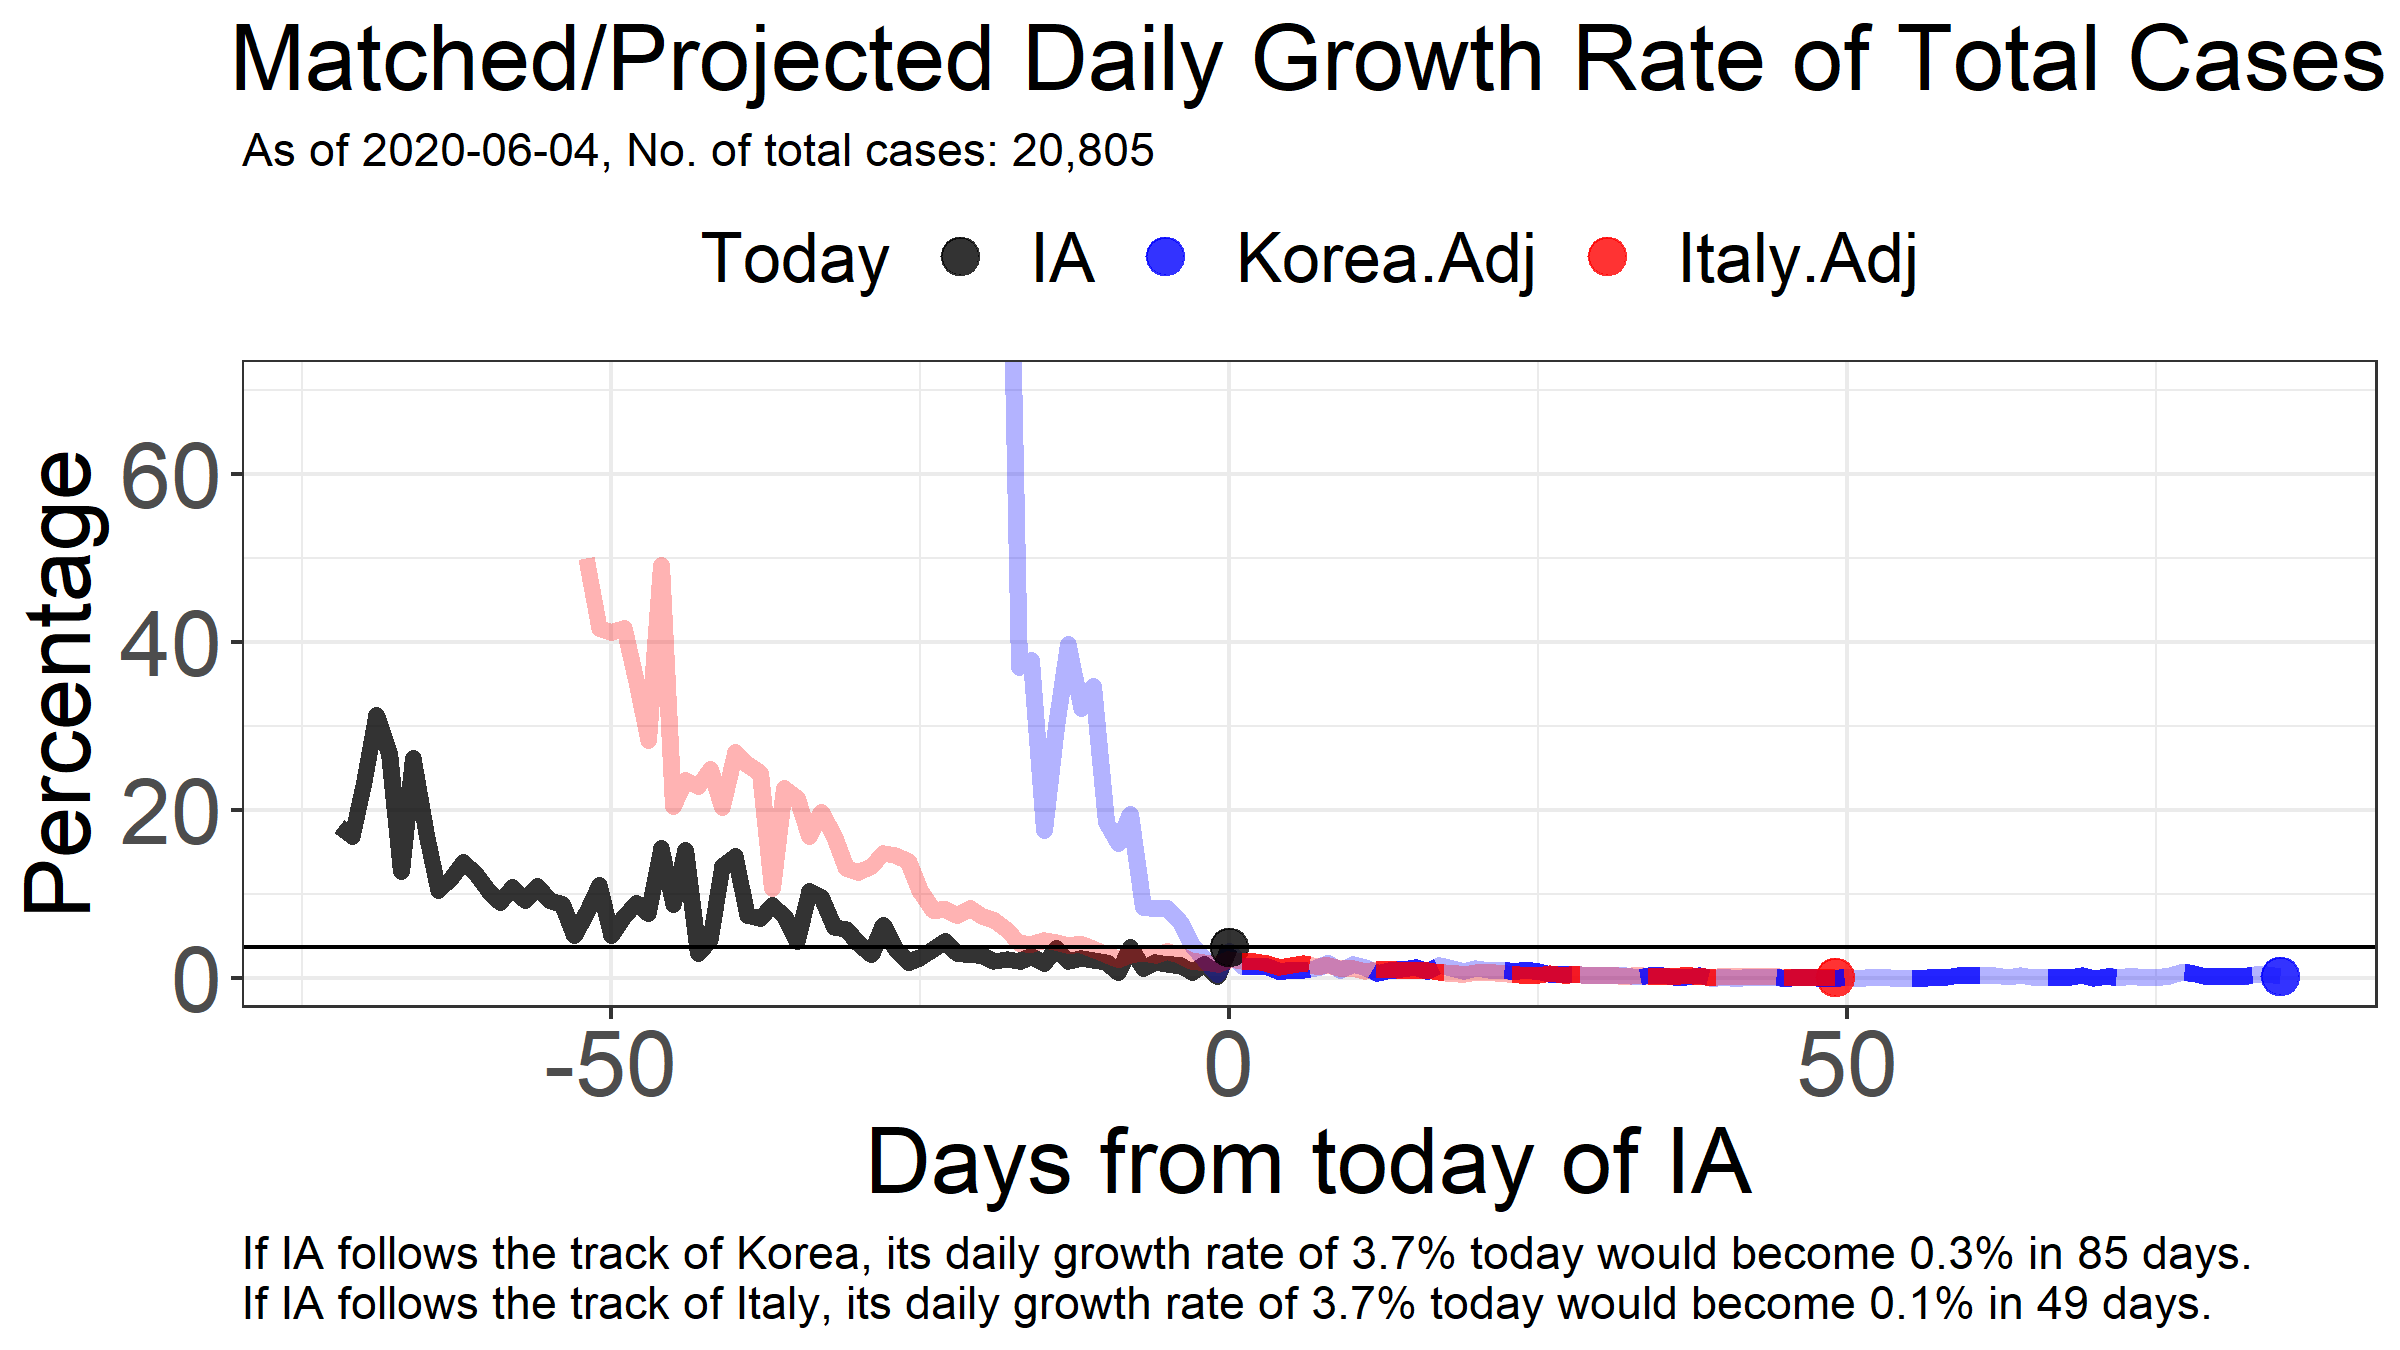 Matched/Projected Daily Growth Rate of Total Cases
As of 2020-06-04, No. of total cases: 20,805
Today IA Korea.Adj Italy.Adj
Percentage
60
40
20
0
-50 0 50
Days from today of IA
If IA follows the track of Korea, its daily growth rate of 3.7% today would become 0.3% in 85 days.
If IA follows the track of Italy, its daily growth rate of 3.7% today would become 0.1% in 49 days.